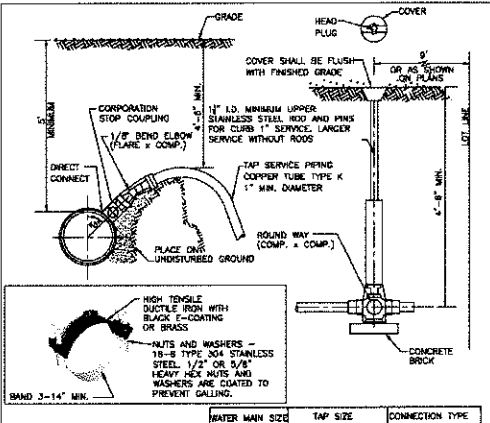 GRADE
COVER
HEAD
PLUG
9'
OR AS SHOWN
ON PLANS
COVER SHALL BE FLUSH
WITH FINISHED GRADE
LOT LINE
5'
MINIMUM
4'-6" MIN.
CORPORATION
STOP COUPLING
1/8" BEND ELBOW
(FLARE x COMP.)
I.D. MINIMUM UPPER
STAINLESS STEEL ROD AND PINS
FOR CURB 1" SERVICE. LARGER
SERVICE WITHOUT RODS
DIRECT
CONNECT
TAP SERVICE PIPING
COPPER TUBE TYPE K
1" MIN. DIAMETER
4'-6" MIN.
PLACE ON
UNDISTURBED GROUND
ROUND WAY
(COMP. x COMP.)
HIGH TENSILE
DUCTILE IRON WITH
BLACK E-COATING
OR BRASS
NUTS AND WASHERS -
18-8 TYPE 304 STAINLESS
STEEL. 1/2" OR 5/8"
HEAVY HEX NUTS AND
WASHERS ARE COATED TO
PREVENT GALLING.
BAND 3-14" MIN.
CONCRETE
BRICK
WATER MAIN SIZE
TAP SIZE
CONNECTION TYPE